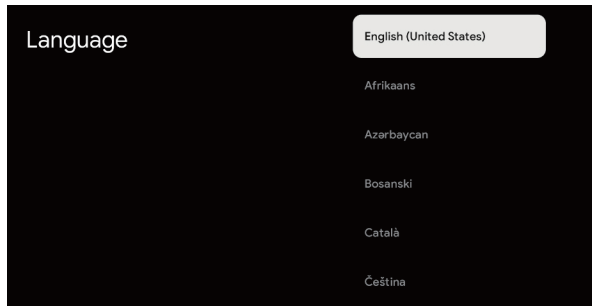 Language
English (United States)
Afrikaans
Azərbaycan
Bosanski
Català
Čeština